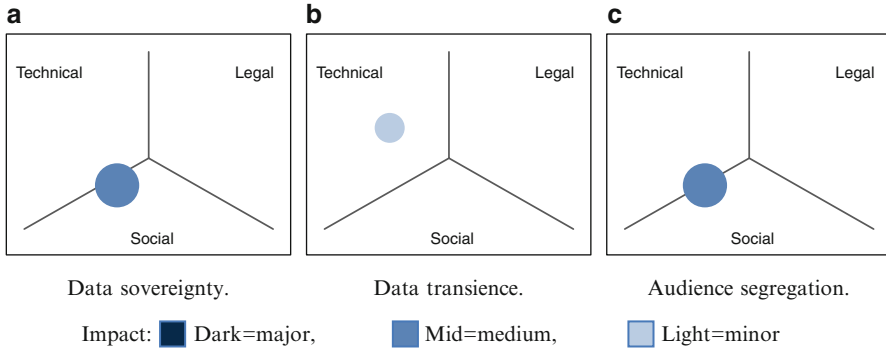 a b c
Technical Legal Technical Legal Technical Legal
Social Social Social
Data sovereignty. Data transience. Audience segregation.
Impact: Dark=major, Mid=medium, Light=minor